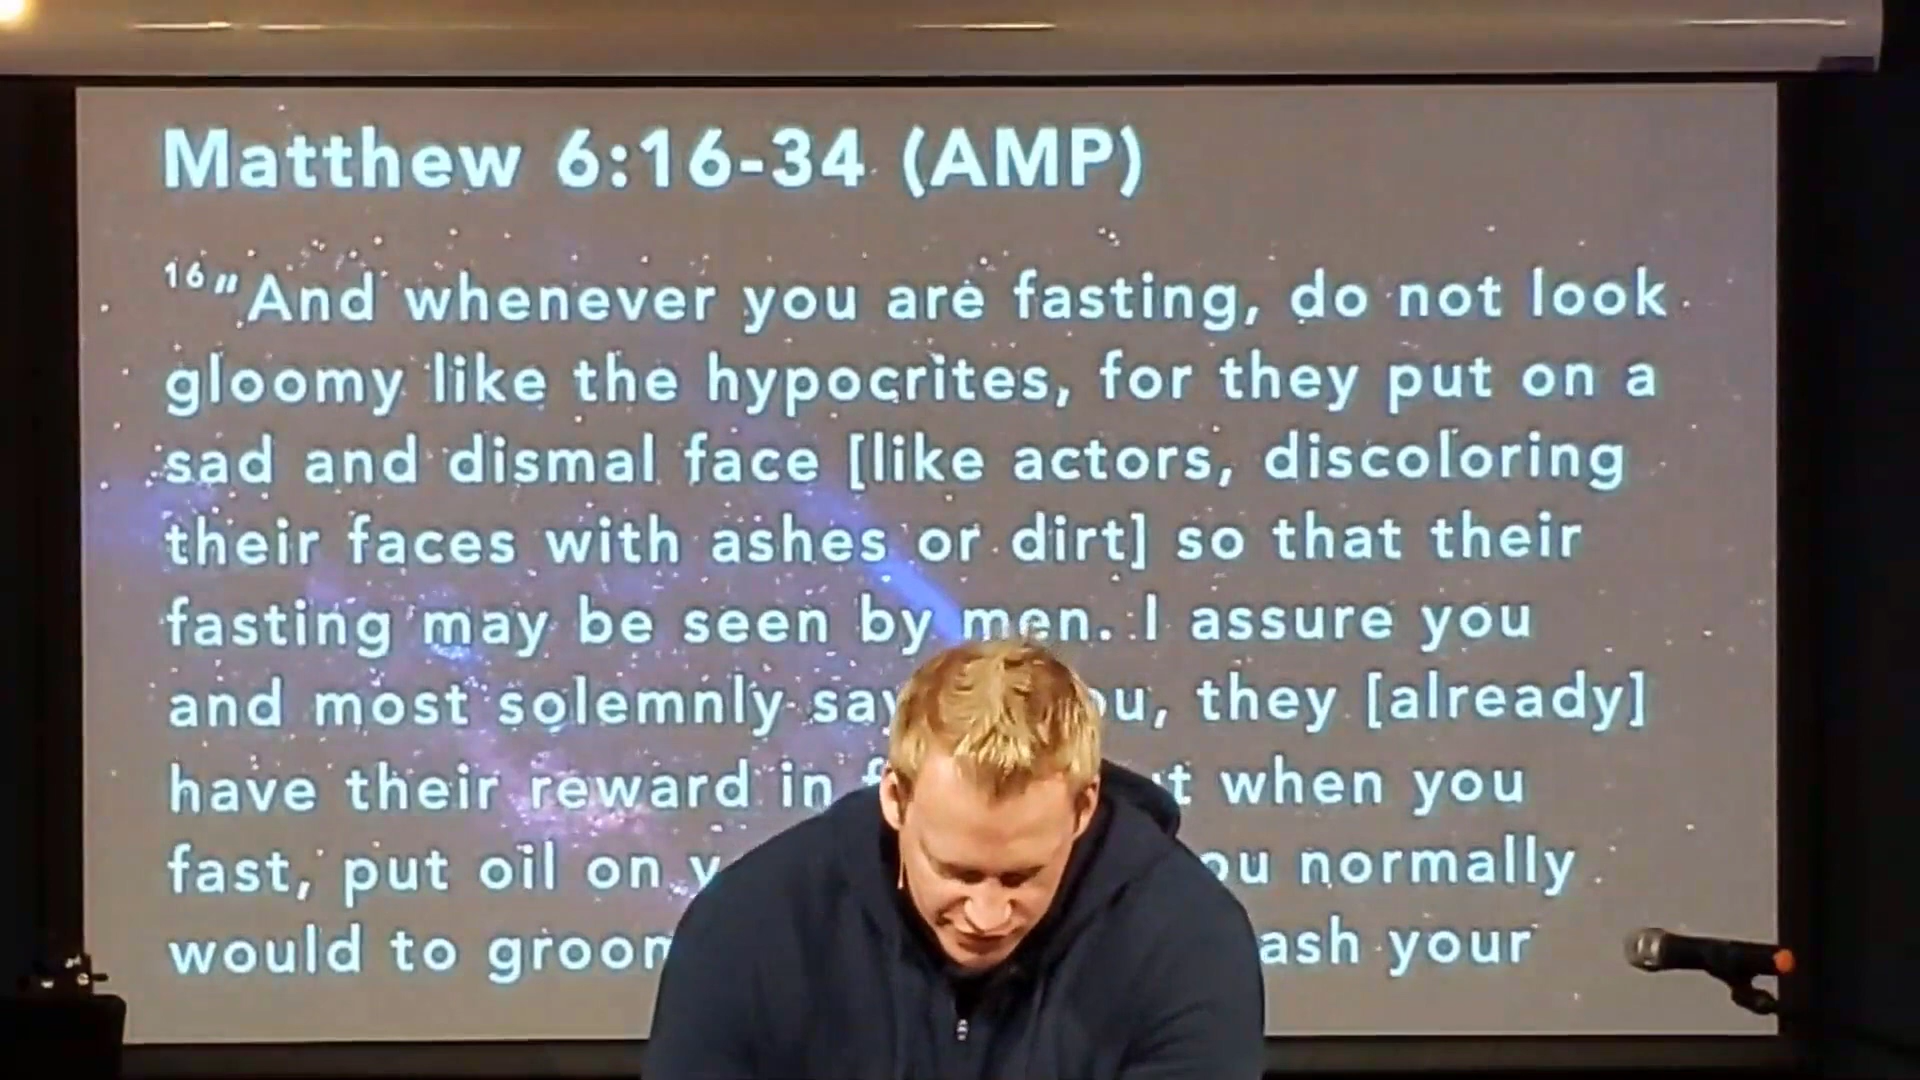 Matthew 6:16-34 (AMP)
16 "And whenever you are fasting, do not look
gloomy like the hypocrites, for they put on a
sad and dismal face [like actors, discoloring
their faces with ashes or dirt] so that their
fasting may be seen by men. I assure you
and most solemnly say they [already]
have their reward in when you
fast, put oil on normally
would to your